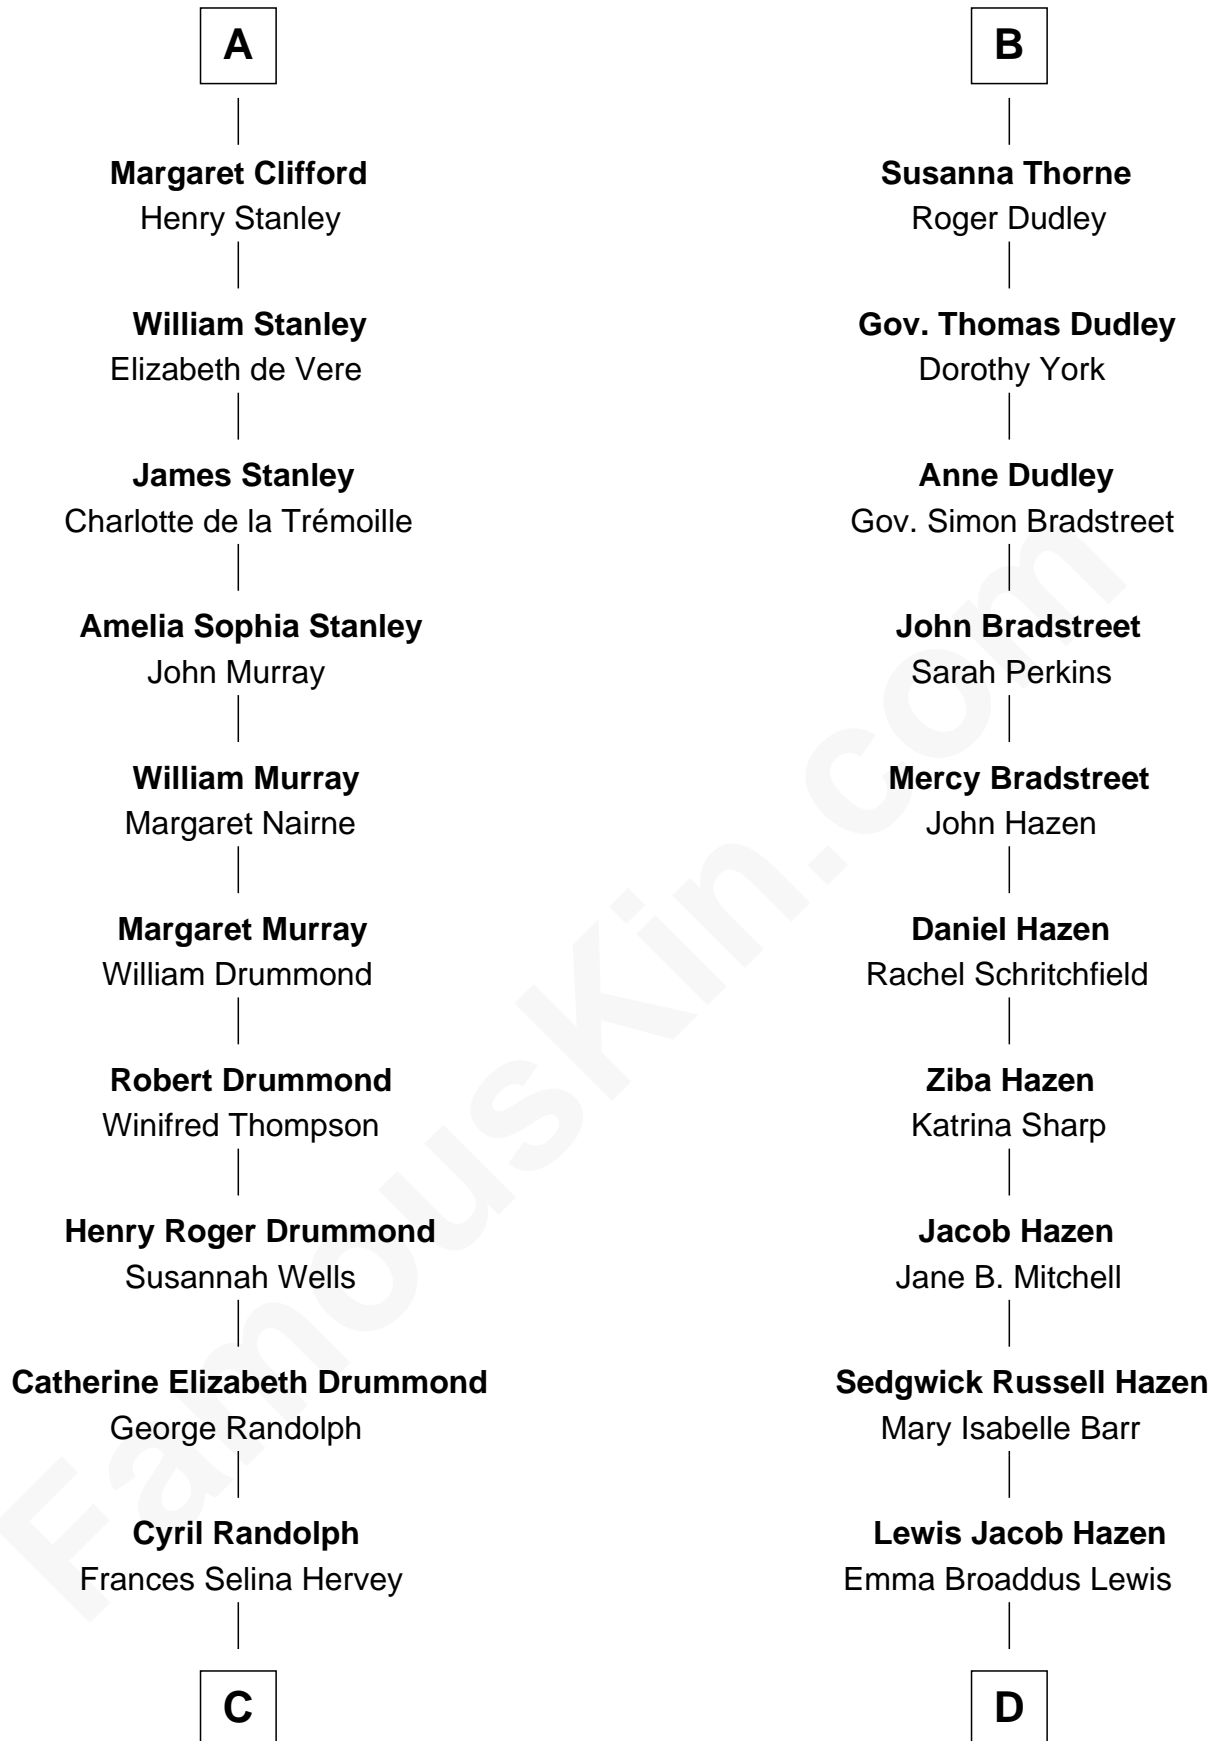 A
Margaret Clifford
Henry Stanley
William Stanley
Elizabeth de Vere
James Stanley
Charlotte de la Trémoille
Amelia Sophia Stanley
John Murray
William Murray
Margaret Nairne
Margaret Murray
William Drummond
Robert Drummond
Winifred Thompson
Henry Roger Drummond
Susannah Wells
Catherine Elizabeth Drummond
George Randolph
Cyril Randolph
Frances Selina Hervey
C
B
Susanna Thorne
Roger Dudley
Gov. Thomas Dudley
Dorothy York
Anne Dudley
Gov. Simon Bradstreet
John Bradstreet
Sarah Perkins
Mercy Bradstreet
John Hazen
Daniel Hazen
Rachel Schritchfield
Ziba Hazen
Katrina Sharp
Jacob Hazen
Jane B. Mitchell
Sedgwick Russell Hazen
Mary Isabelle Barr
Lewis Jacob Hazen
Emma Broaddus Lewis
D
FamousKin.com